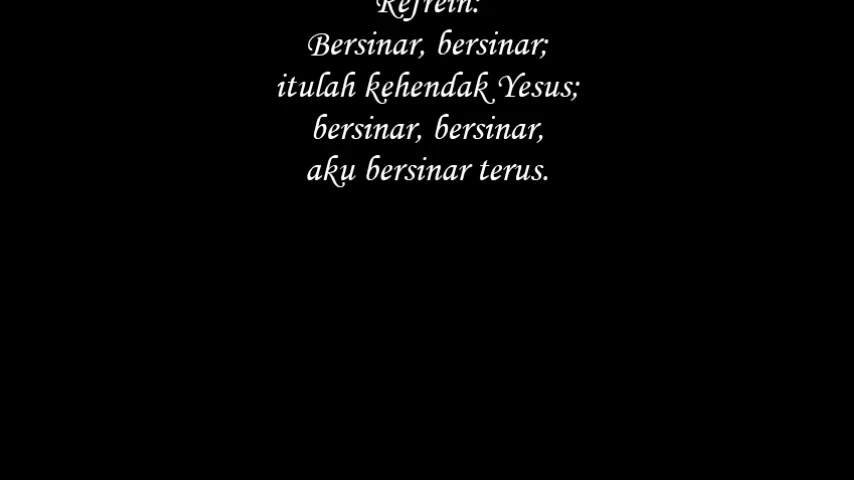 Refrein:
Bersinar, bersinar;
itulah kehendak Yesus;
bersinar, bersinar,
aku bersinar terus.